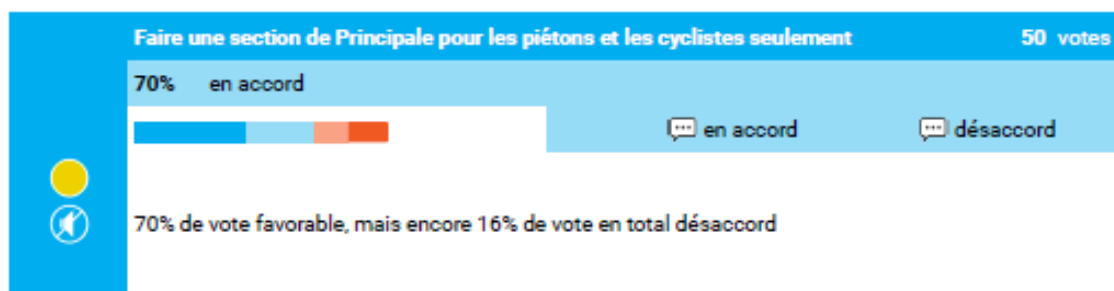 Faire une section de Principale pour les piétons et les cyclistes seulement 50 votes
70% en accord
en accord désaccord
70% de vote favorable, mais encore 16% de vote en total désaccord